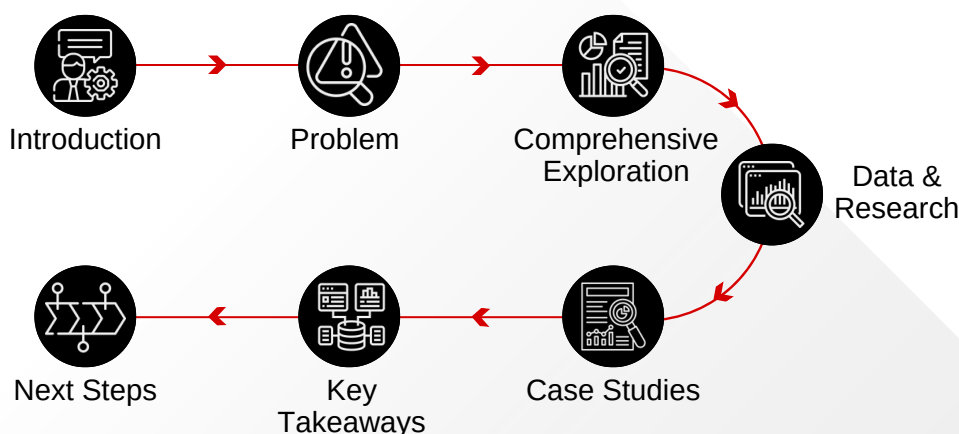 Introduction
Problem
Comprehensive
Exploration
Data &
Research
Case Studies
Key
Takeaways
Next Steps